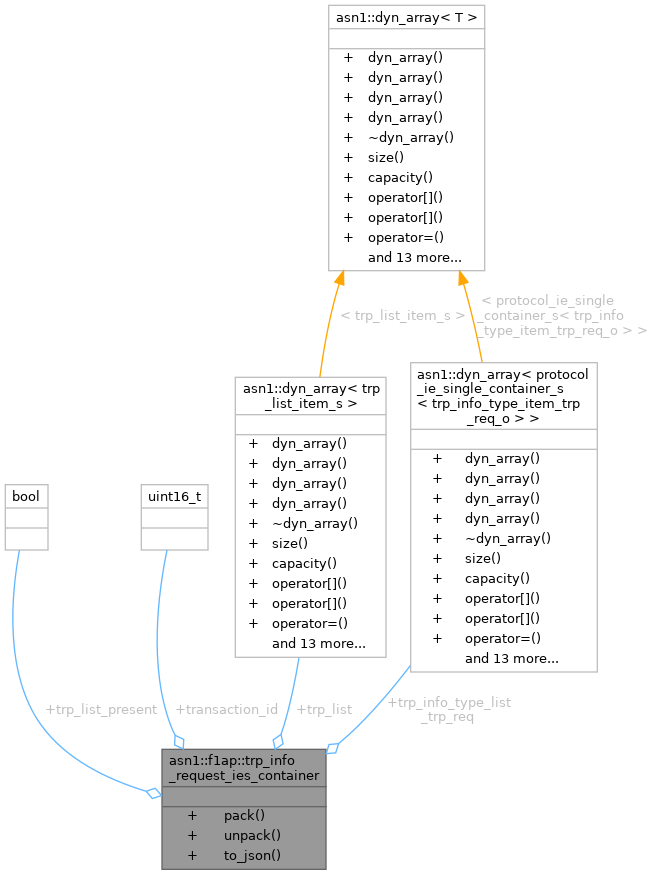 asn1::dyn_array< T >
+ dyn_array()
+ dyn_array()
+ dyn_array()
+ dyn_array()
+ ~dyn_array()
+ size()
+ capacity()
+ operator[]()
+ operator[]()
+ operator=()
and 13 more...
< trp_list_item_s >
< protocol_ie_single
_container_s< trp_info
_type_item_trp_req_o > >
asn1::dyn_array< trp
_list_item_s >
+ dyn_array()
+ dyn_array()
+ dyn_array()
+ dyn_array()
+ ~dyn_array()
+ size()
+ capacity()
+ operator[]()
+ operator[]()
+ operator=()
and 13 more...
asn1::dyn_array< protocol
_ie_single_container_s
< trp_info_type_item_trp
_req_o > >
+ dyn_array()
+ dyn_array()
+ dyn_array()
+ dyn_array()
+ ~dyn_array()
+ size()
+ capacity()
+ operator[]()
+ operator[]()
+ operator=()
and 13 more...
bool
uint16_t
+trp_list_present
+transaction_id
+trp_list
+trp_info_type_list
_trp_req
asn1::f1ap::trp_info
_request_ies_container
+ pack()
+ unpack()
+ to_json()